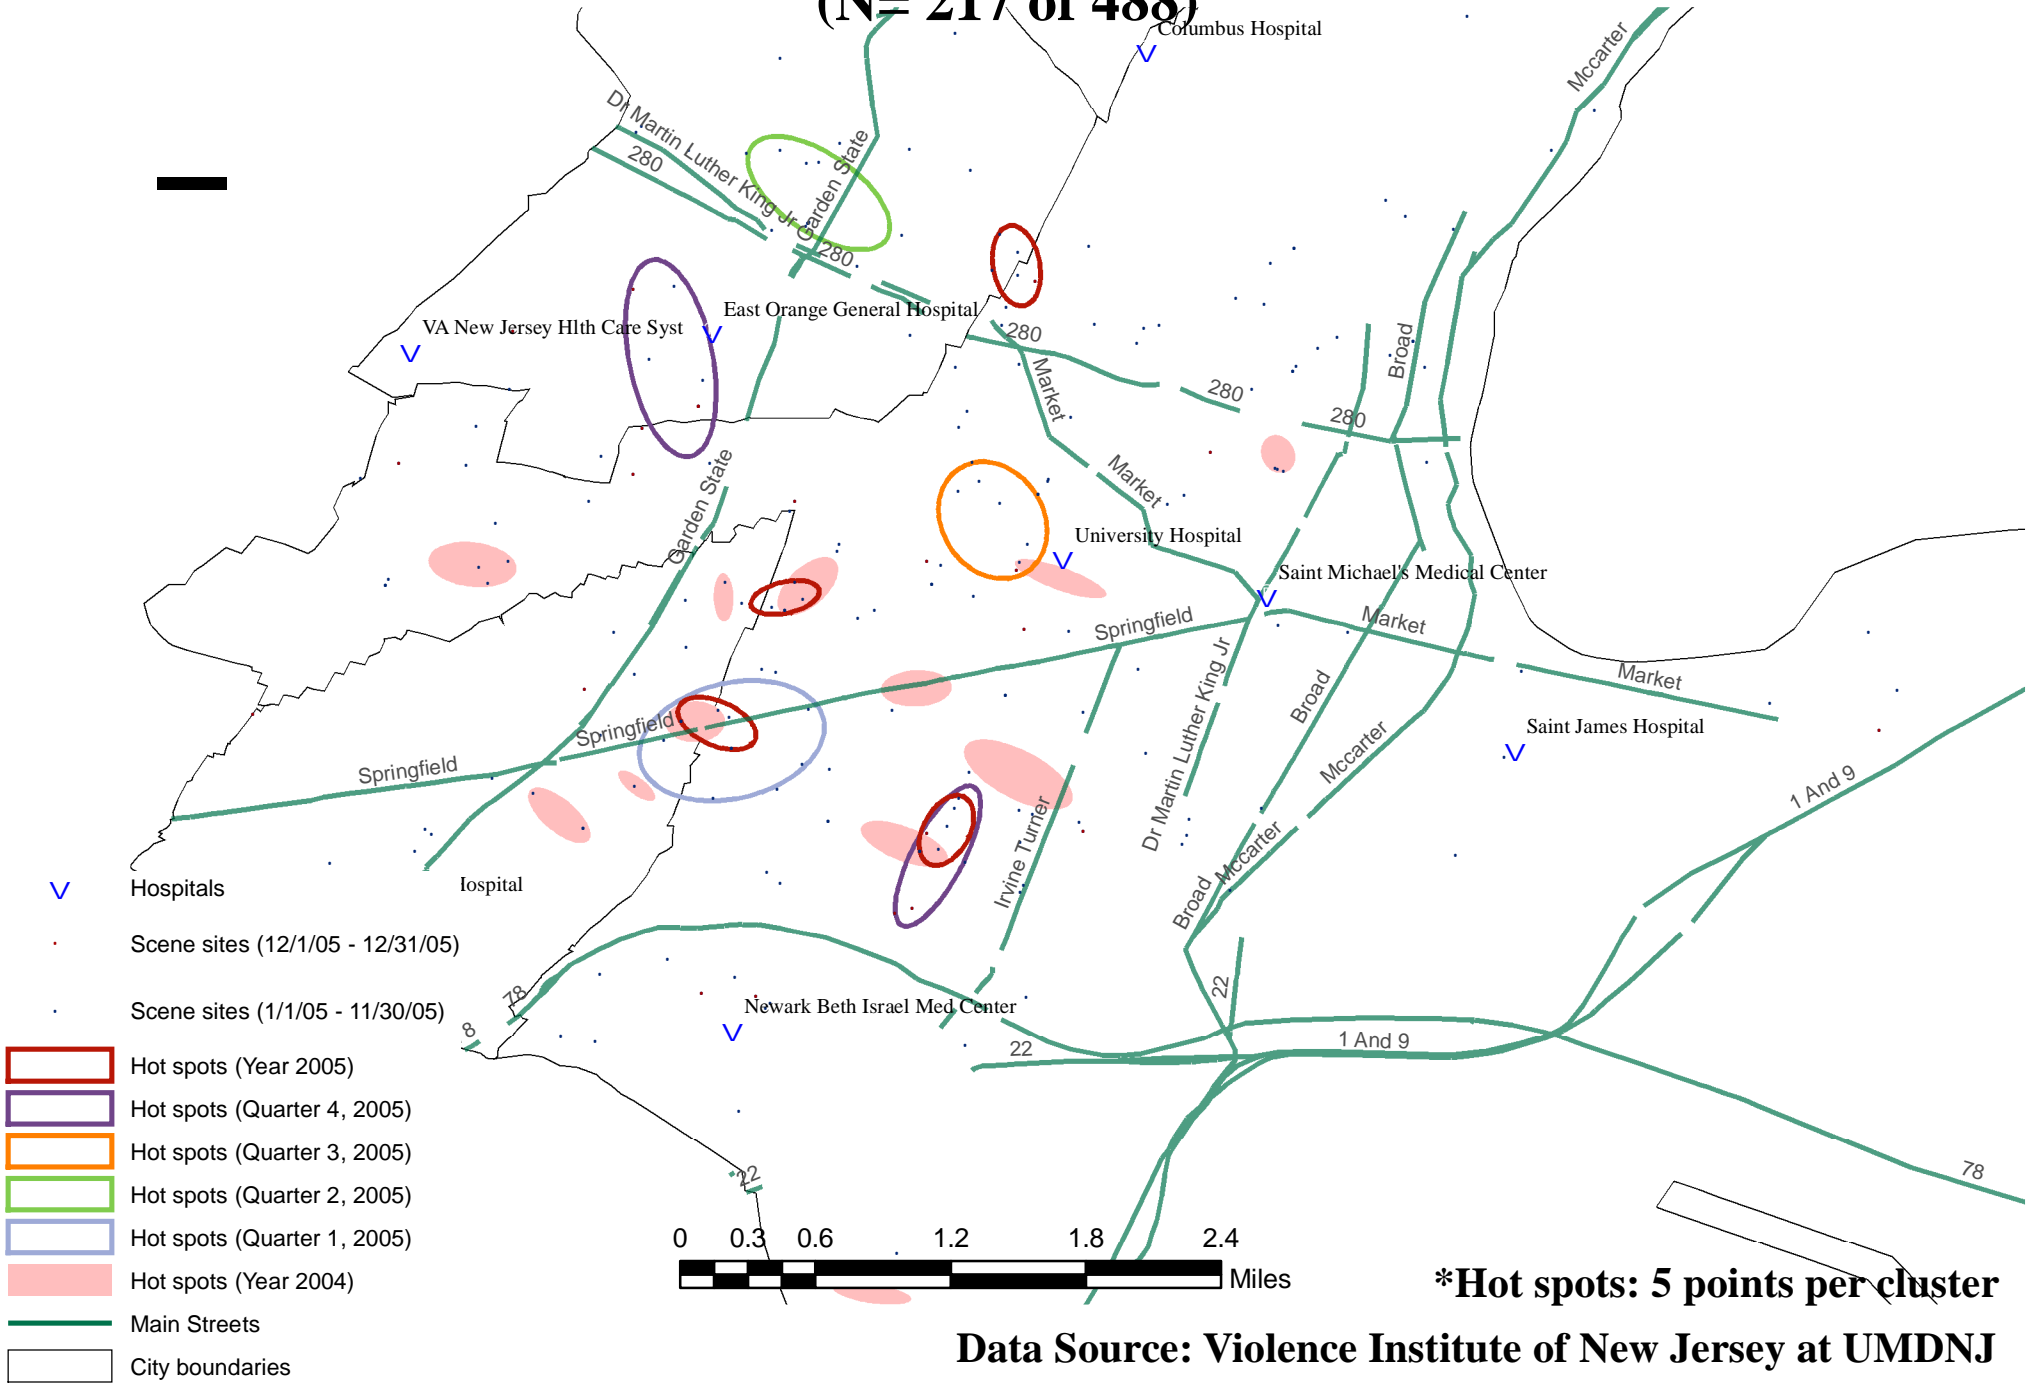 (N= 217 of 488)
Columbus Hospital
Mccarter
Dr Martin Luther King Jr
280
Garden State
280
East Orange General Hospital
VA New Jersey Hlth Care Syst
280
Broad
Market
280
280
Market
Garden State
University Hospital
Saint Michael's Medical Center
Springfield
Market
Market
Springfield
Springfield
Dr Martin Luther King Jr
Broad
Mccarter
Saint James Hospital
1 And 9
Irvine Turner
Mccarter
Broad
Hospitals
Iospital
Scene sites (12/1/05 - 12/31/05)
78
22
Newark Beth Israel Med Center
Scene sites (1/1/05 - 11/30/05)
8
22
1 And 9
Hot spots (Year 2005)
Hot spots (Quarter 4, 2005)
Hot spots (Quarter 3, 2005)
78
22
Hot spots (Quarter 2, 2005)
Hot spots (Quarter 1, 2005)
0 0.3 0.6 1.2 1.8 2.4
Miles
Hot spots (Year 2004)
*Hot spots: 5 points per cluster
Main Streets
Data Source: Violence Institute of New Jersey at UMDNJ
City boundaries